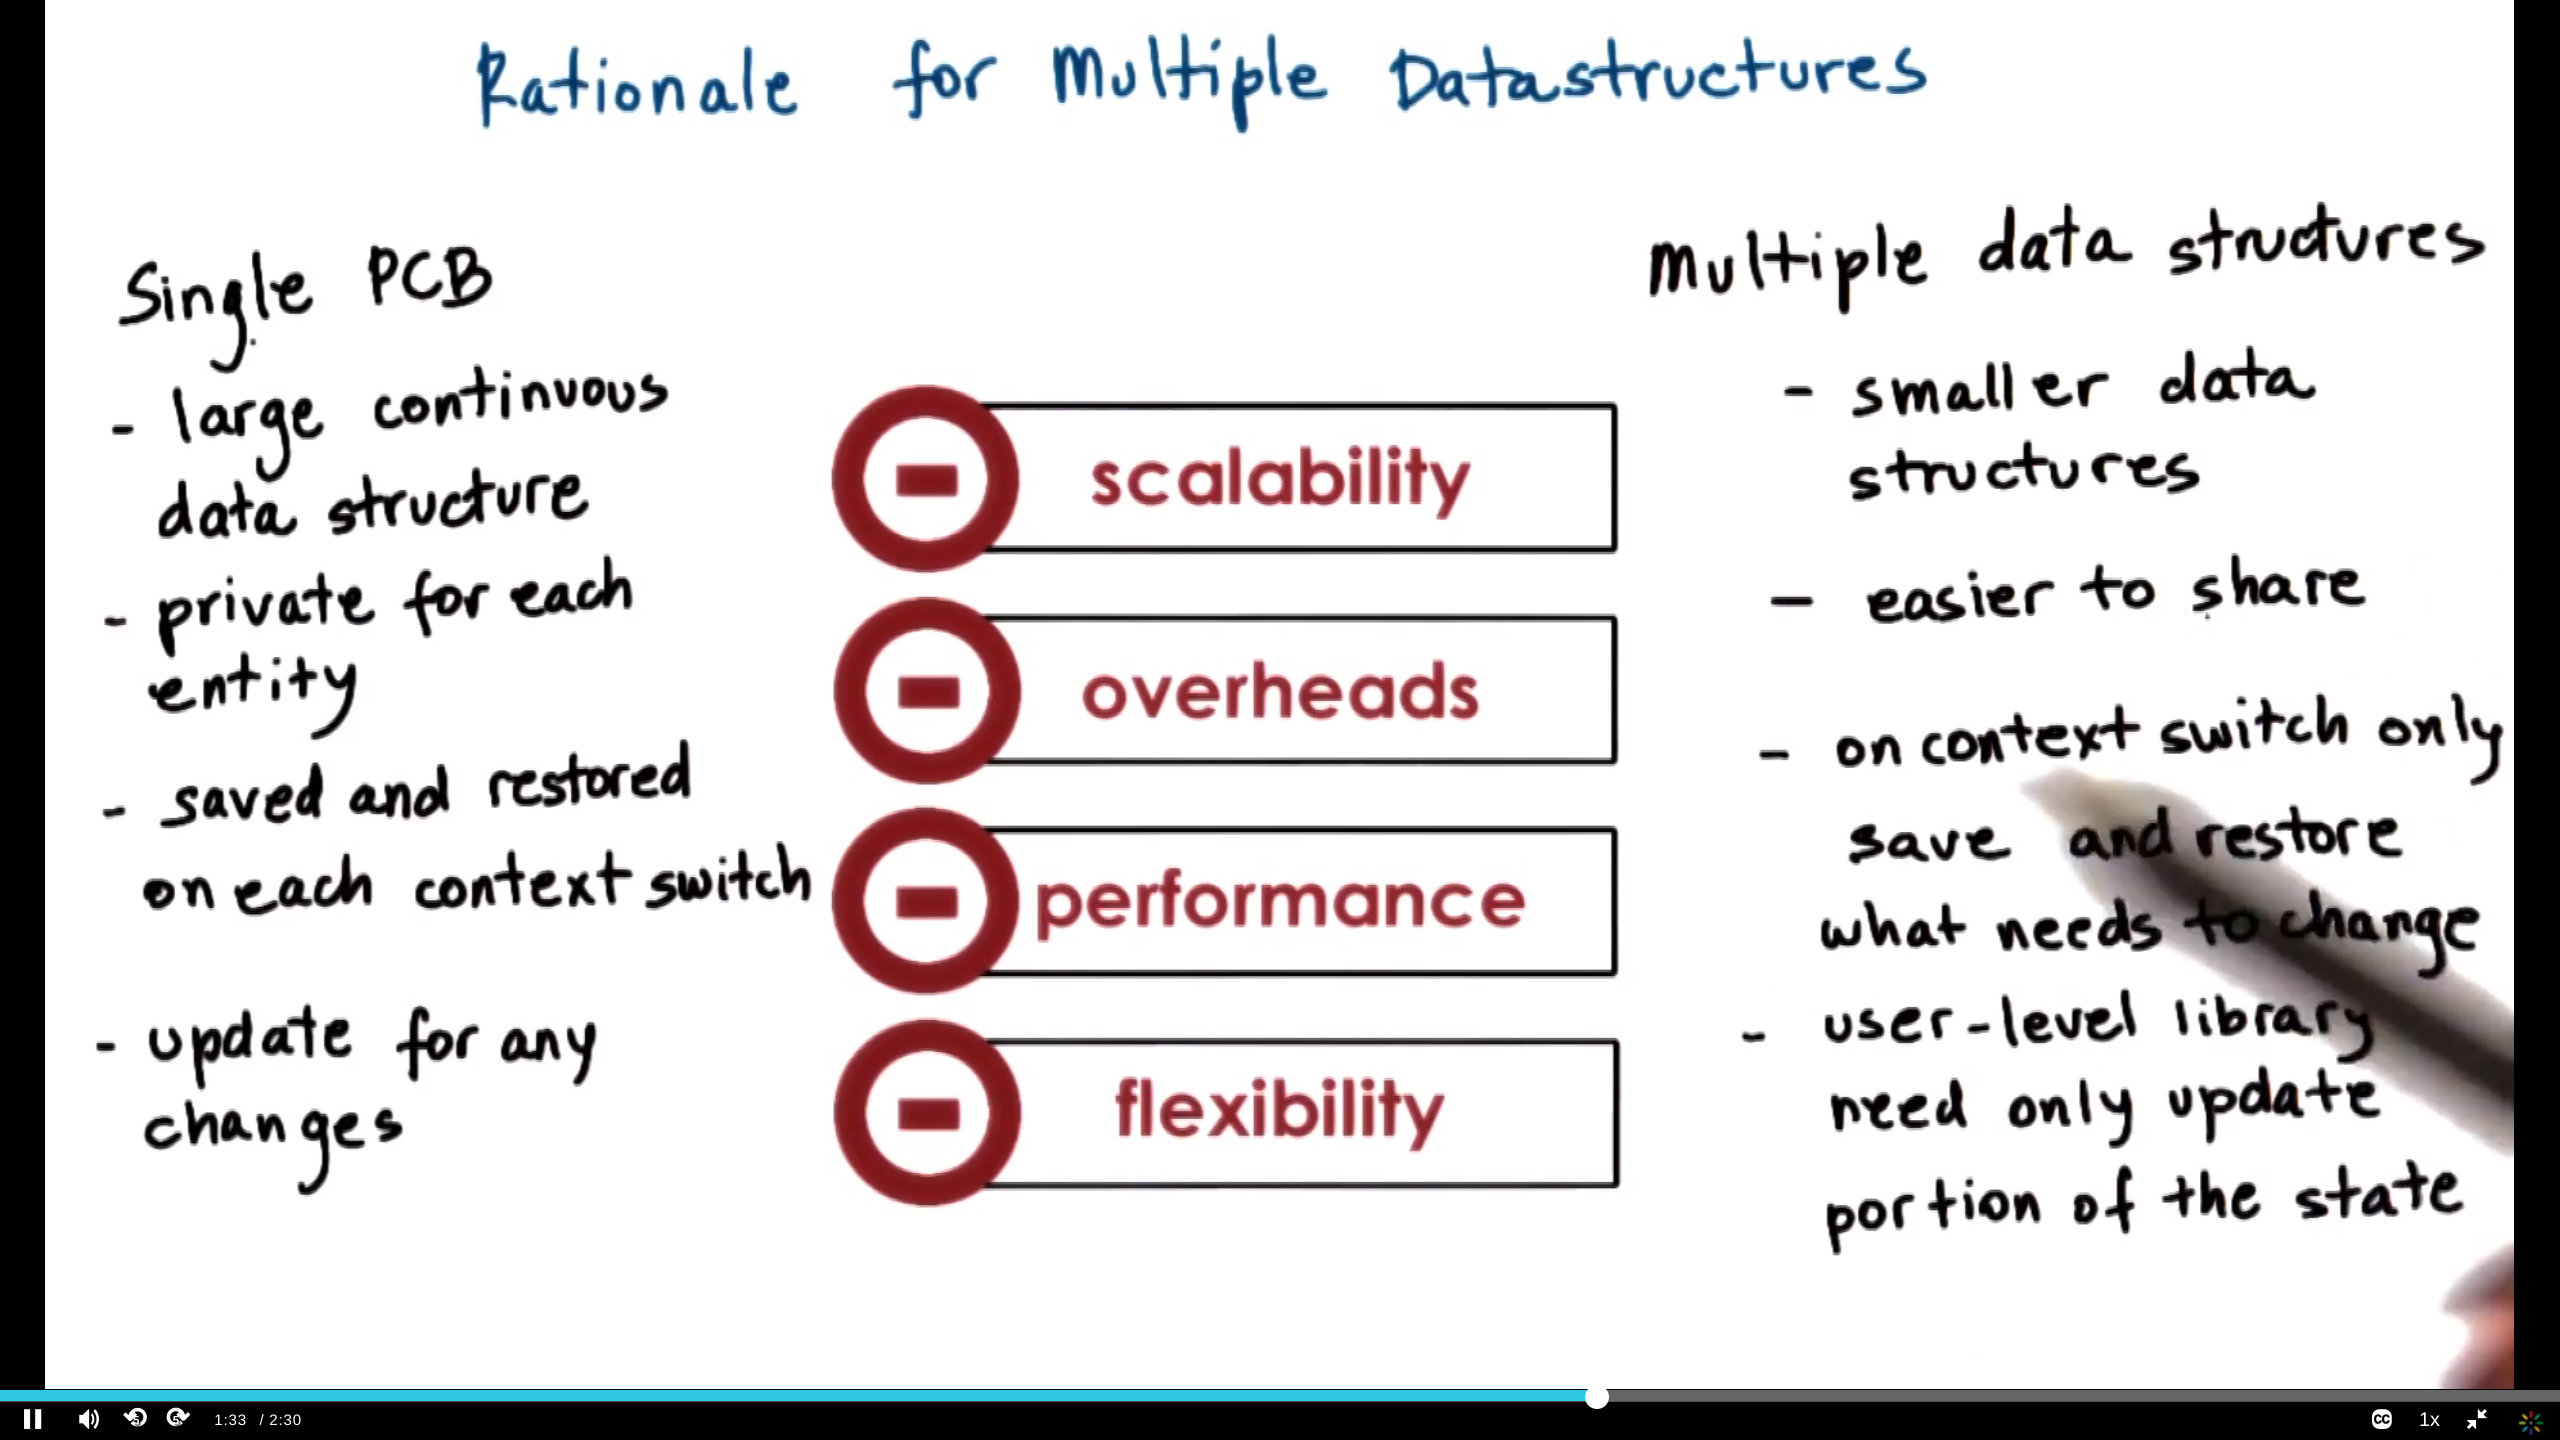 Rationale for Multiple Datastructures
Single PCB
- large continuous
data structure
- private for each
entity
- saved and restored
on each context switch
- update for any
changes
scalability
overheads
performance
flexibility
Multiple data structures
- smaller data
structures
- easier to share
- on context switch only
save and restore
what needs to change
- user-level library
need only update
portion of the state
1:33 / 2:30
CC
1x